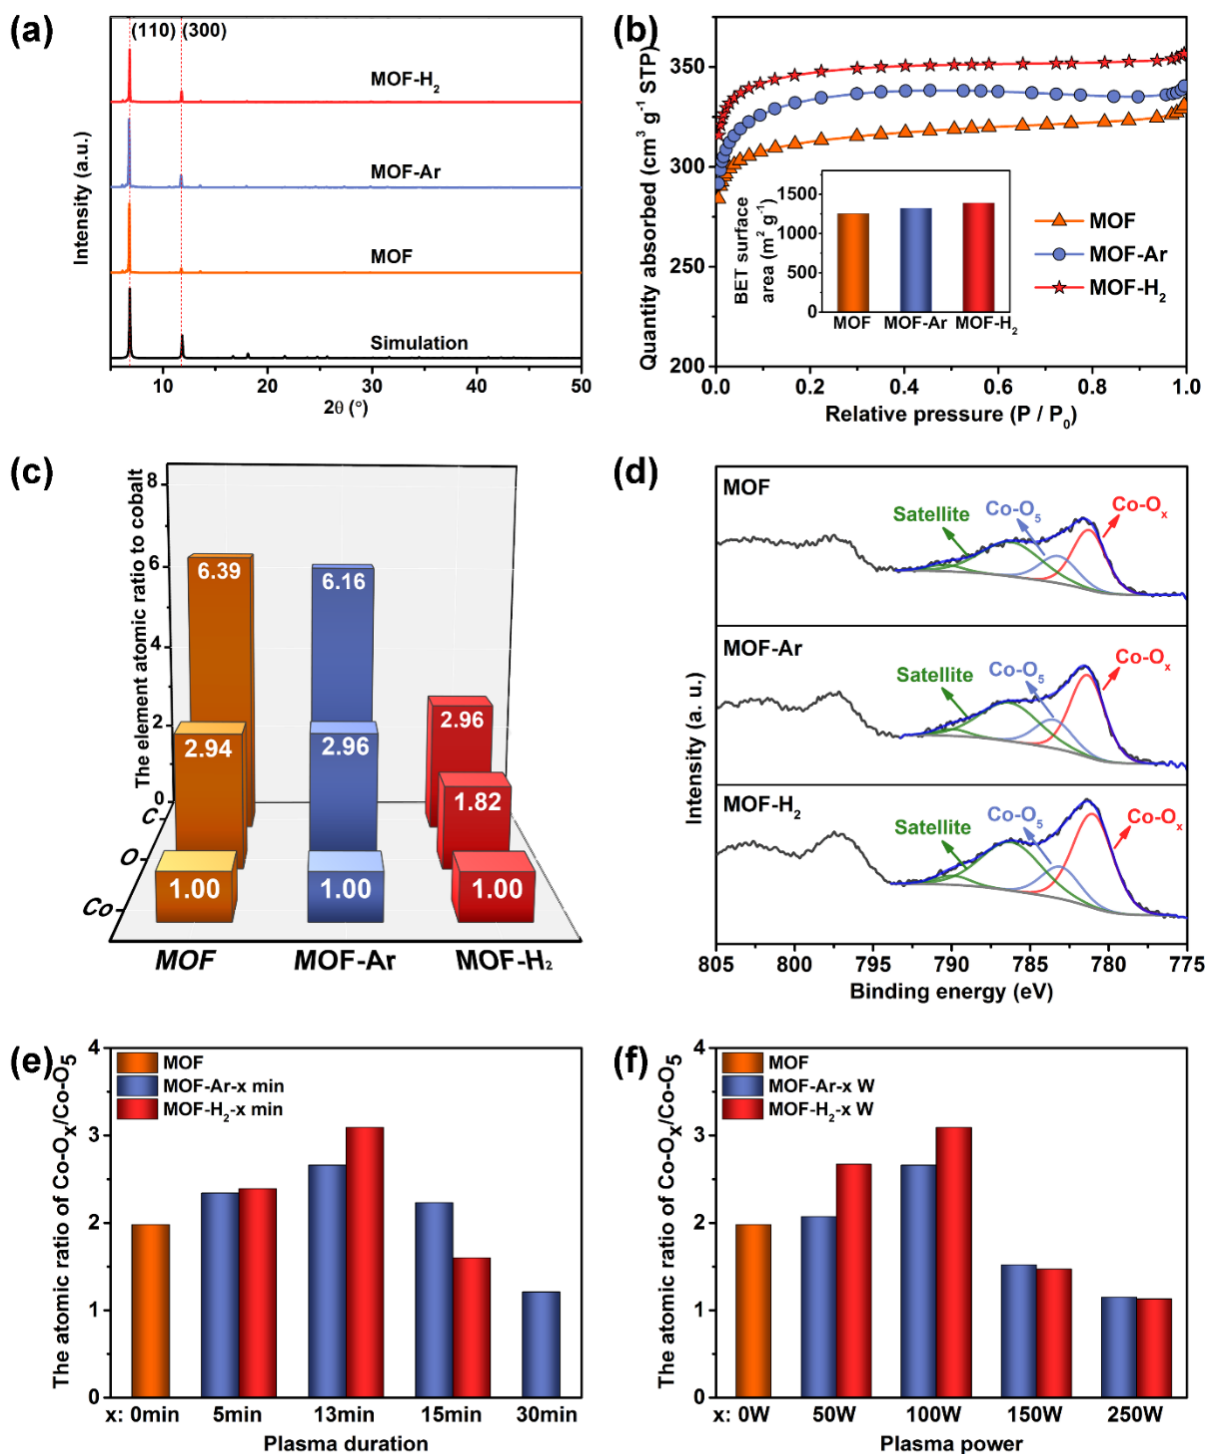 (a)
(110) (300)
MOF-H2
MOF-Ar
MOF
Simulation
Intensity (a.u.)
10 20 30 40 50
2θ (°)
(b)
Quantity absorbed (cm3 g-1 STP)
350
300
250
200
BET surface
area (m2 g-1)
1500
1000
500
0
MOF MOF-Ar MOF-H2
MOF
MOF-Ar
MOF-H2
0.0 0.2 0.4 0.6 0.8 1.0
Relative pressure (P / P0)
(c)
The element atomic ratio to cobalt
8
6
4
2
0
C
O
Co
6.39
6.16
2.96
2.94
2.96
1.82
1.00
1.00
1.00
MOF MOF-Ar MOF-H2
(d)
Intensity (a. u.)
MOF
Satellite
Co-O5
Co-Ox
MOF-Ar
Satellite
Co-O5
Co-Ox
MOF-H2
Satellite
Co-O5
Co-Ox
805 800 795 790 785 780 775
Binding energy (eV)
(e)
The atomic ratio of Co-Ox/Co-O5
4
3
2
1
0
MOF
MOF-Ar-x min
MOF-H2-x min
x: 0min 5min 13min 15min 30min
Plasma duration
(f)
The atomic ratio of Co-Ox/Co-O5
4
3
2
1
0
MOF
MOF-Ar-x W
MOF-H2-x W
x: 0W 50W 100W 150W 250W
Plasma power